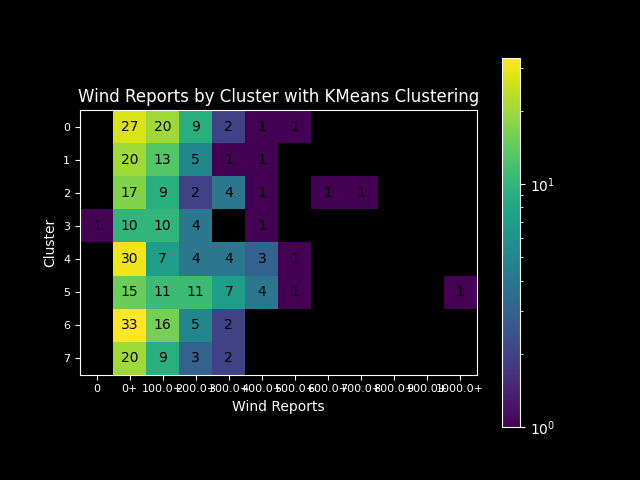 Wind Reports by Cluster with KMeans Clustering
0 27 20 9 2 1 1
1 20 13 5 1 1
2 17 9 2 4 1 1 1
3 1 10 10 4 1
4 30 7 4 4 3 1
5 15 11 11 7 4 1 1
6 33 16 5 2
7 20 9 3 2
0 0+ 100.0+ 200.0+ 300.0+ 400.0+ 500.0+ 600.0+ 700.0+ 800.0+ 900.0+ 1000.0+
Wind Reports
Cluster
10¹
10⁰